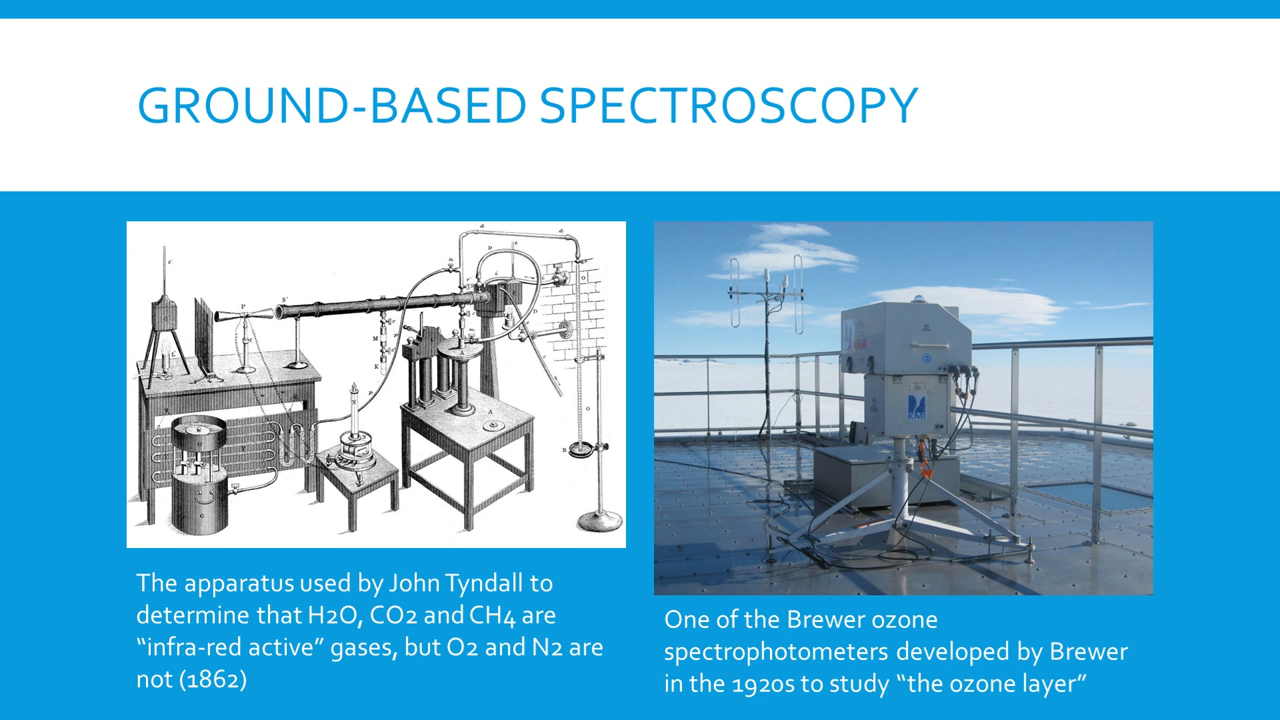 GROUND-BASED SPECTROSCOPY
The apparatus used by John Tyndall to
determine that H2O, CO2 and CH4 are
“infra-red active” gases, but O2 and N2 are
not (1862)
One of the Brewer ozone
spectrophotometers developed by Brewer
in the 1920s to study “the ozone layer”